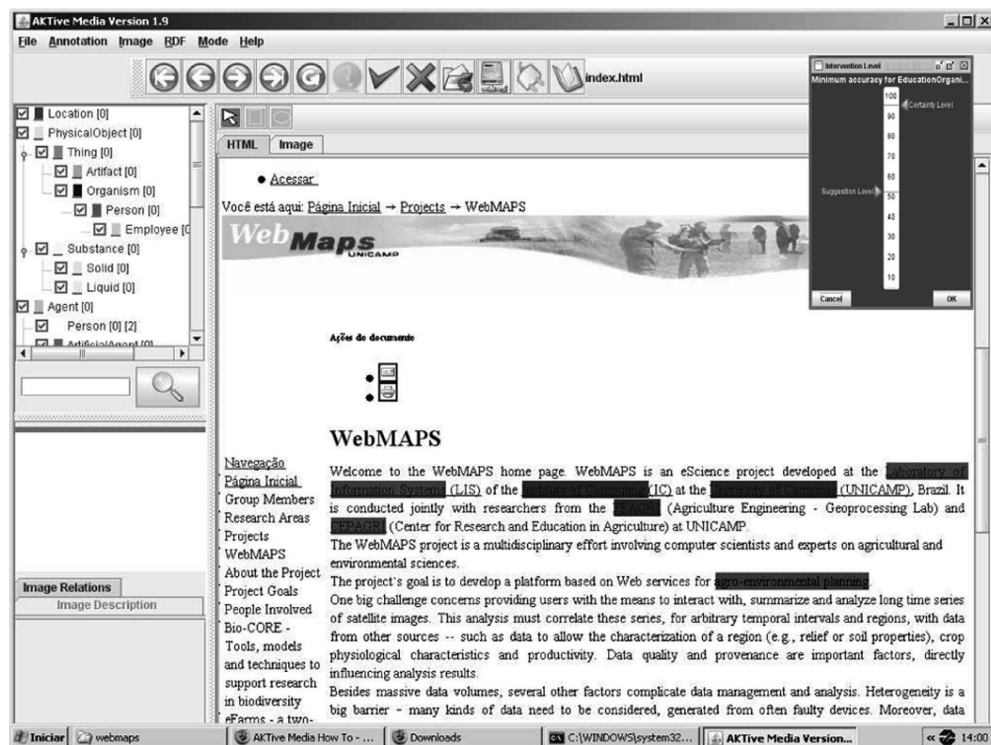 AKTive Media Version 1.9
File Annotation Image RDF Mode Help
index.html
Location [0]
PhysicalObject [0]
Thing [0]
Artifact [0]
Organism [0]
Person [0]
Employee [0
Substance [0]
Solid [0]
Liquid [0]
Agent [0]
Person [0] [2]
ArtificialAgent [0]
Image Relations
Image Description
HTML Image
Acessar
Você está aqui: Página Inicial → Projects → WebMAPS
Web Maps
UNICAMP
Ações do documento
WebMAPS
Navegação
Página Inicial
Group Members
Research Areas
Projects
WebMAPS
About the Project
Project Goals
People Involved
Bio-CORE -
Tools, models
and techniques to
support research
in biodiversity
eFarms - a two-
Welcome to the WebMAPS home page. WebMAPS is an eScience project developed at the Laboratory of
Information Systems (LIS) of the Institute of Computing (IC) at the University of Campinas (UNICAMP), Brazil. It
is conducted jointly with researchers from the FEAGRI (Agriculture Engineering - Geoprocessing Lab) and
CEPAGRI (Center for Research and Education in Agriculture) at UNICAMP.
The WebMAPS project is a multidisciplinary effort involving computer scientists and experts on agricultural and
environmental sciences.
The project`s goal is to develop a platform based on Web services for agro-environmental planning.
One big challenge concerns providing users with the means to interact with, summarize and analyze long time series
of satellite images. This analysis must correlate these series, for arbitrary temporal intervals and regions, with data
from other sources -- such as data to allow the characterization of a region (e.g., relief or soil properties), crop
physiological characteristics and productivity. Data quality and provenance are important factors, directly
influencing analysis results.
Besides massive data volumes, several other factors complicate data management and analysis. Heterogeneity is a
big barrier - many kinds of data need to be considered, generated from often faulty devices. Moreover, data
Intervention Level
Minimum accuracy for EducationOrgani...
100
90
80
70
60
50
40
30
20
10
Certainty Level
Suggestion Level
Cancel OK
Iniciar webmaps AKTive Media How To - ... Downloads C:\WINDOWS\system32... AKTive Media Version... « 14:00